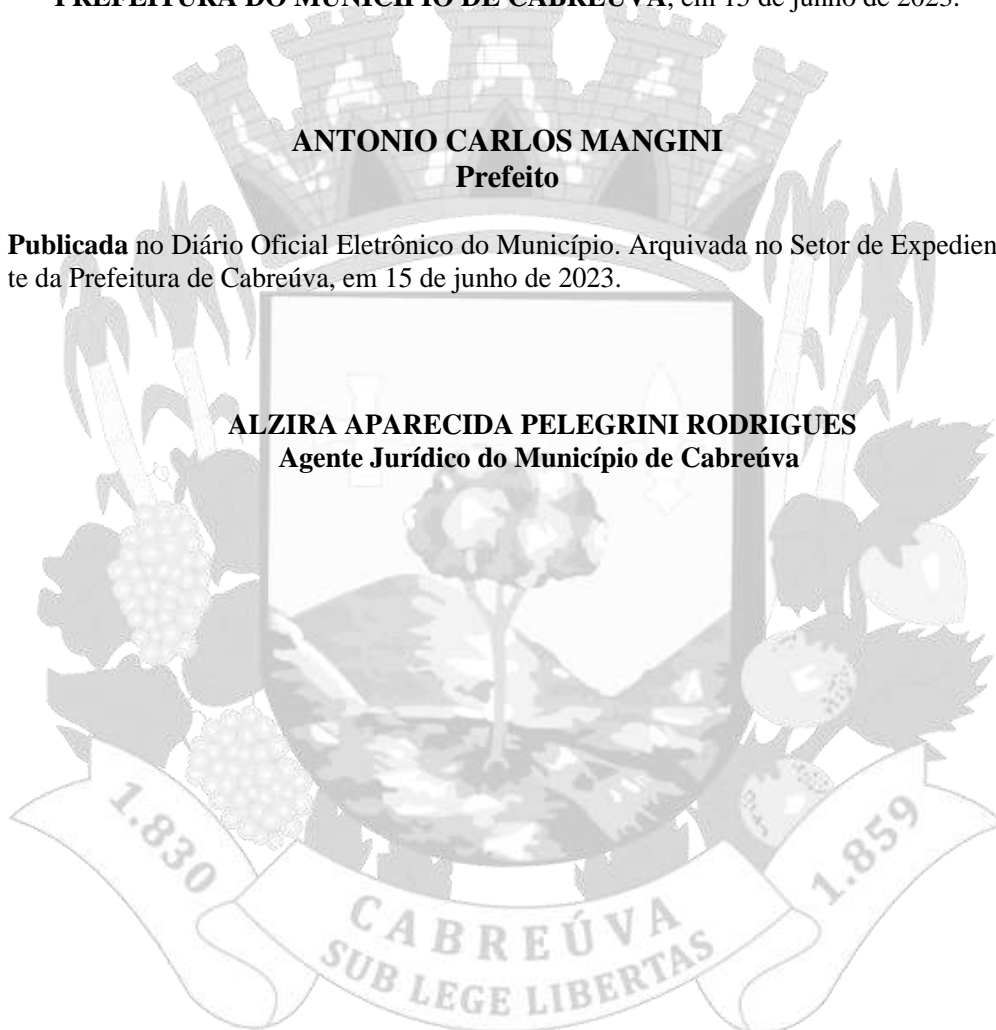 PREFEITURA DO MUNICÍPIO DE CABREÚVA, em 15 de junho de 2023.
ANTONIO CARLOS MANGINI
Prefeito
Publicada no Diário Oficial Eletrônico do Município. Arquivada no Setor de Expedien
te da Prefeitura de Cabreúva, em 15 de junho de 2023.
ALZIRA APARECIDA PELEGRINI RODRIGUES
Agente Jurídico do Município de Cabreúva
1.830
1.859
CABREÚVA
SUB LEGE LIBERTAS